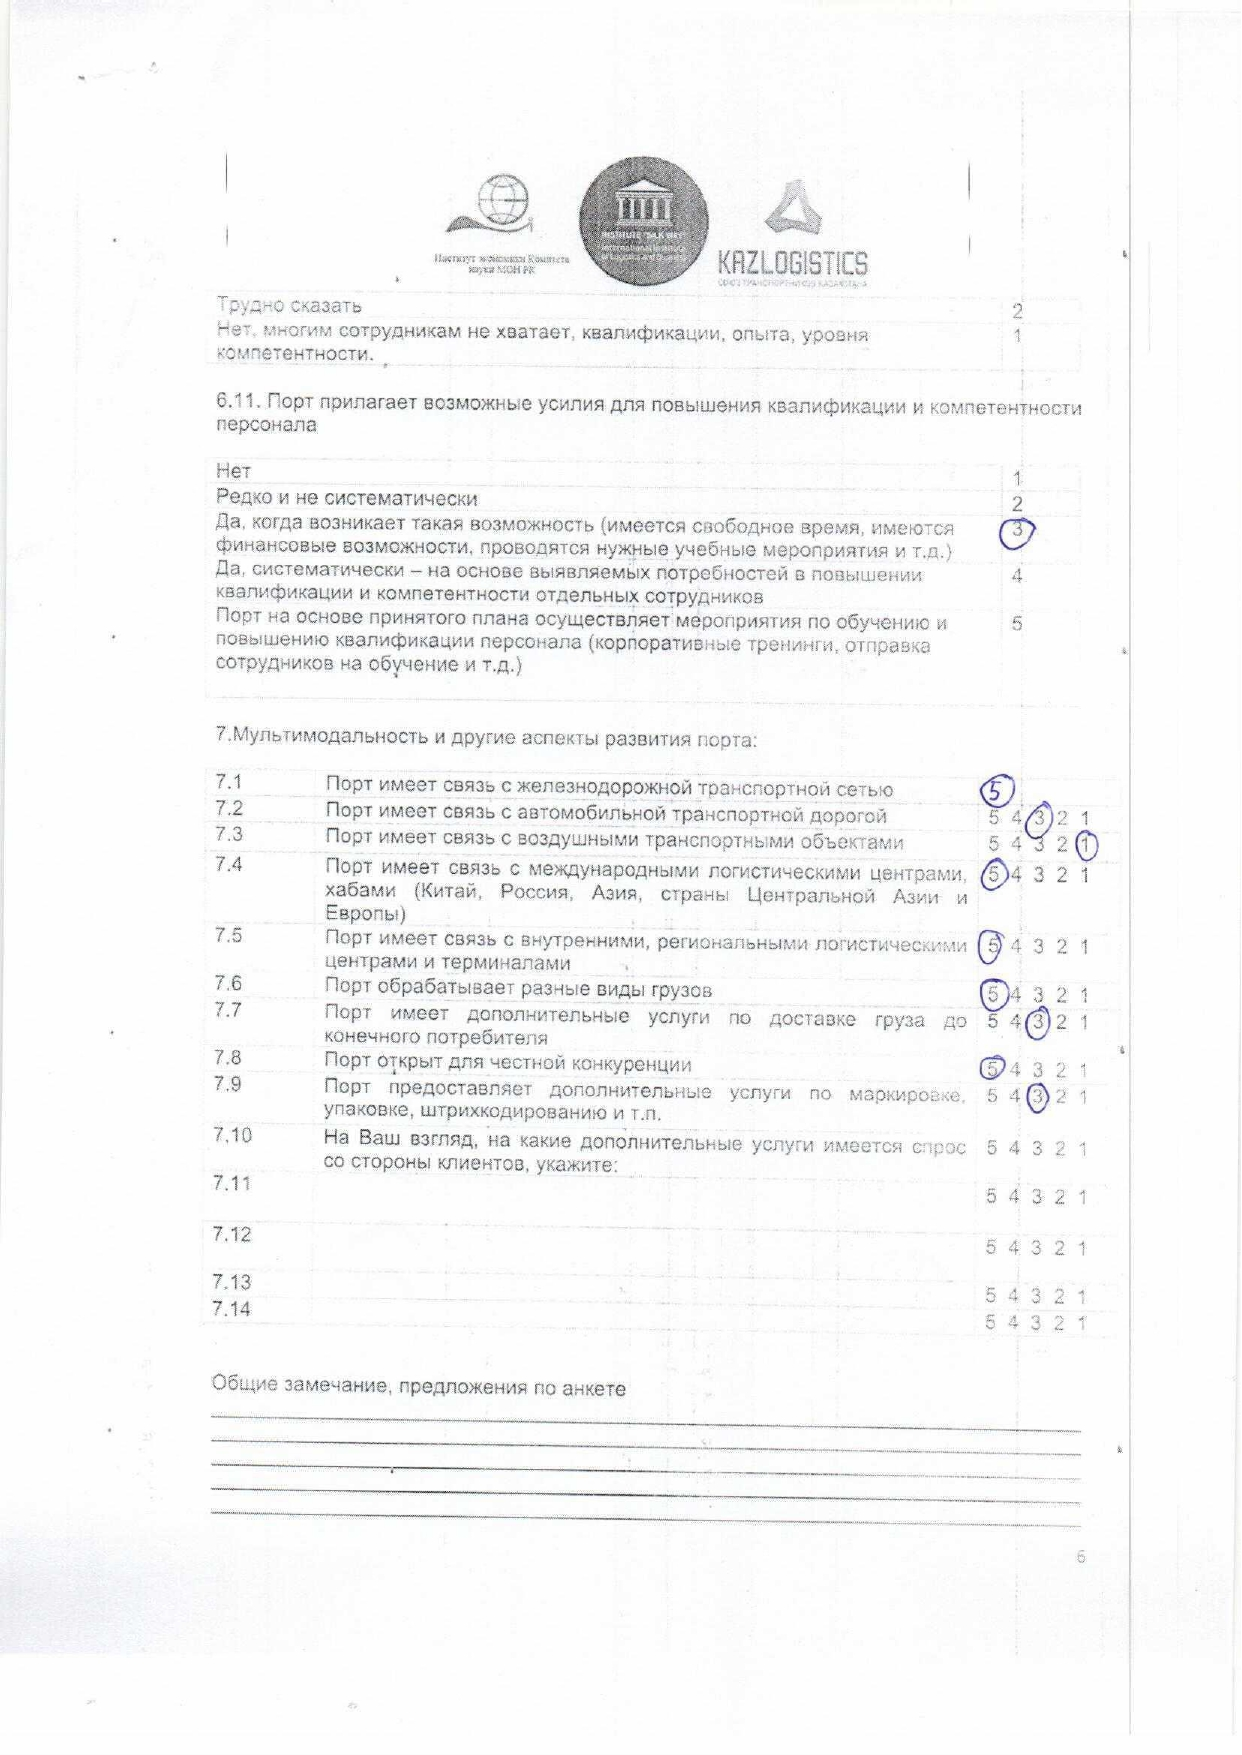 Институт экономики Комитета
науки МОН РК
KAZLOGISTICS
Трудно сказать 2
Нет, многим сотрудникам не хватает, квалификации, опыта, уровня 1
компетентности.
6.11. Порт прилагает возможные усилия для повышения квалификации и компетентности
персонала
Нет 1
Редко и не систематически 2
Да, когда возникает такая возможность (имеется свободное время, имеются 3
финансовые возможности, проводятся нужные учебные мероприятия и т.д.)
Да, систематически – на основе выявляемых потребностей в повышении 4
квалификации и компетентности отдельных сотрудников
Порт на основе принятого плана осуществляет мероприятия по обучению и 5
повышению квалификации персонала (корпоративные тренинги, отправка
сотрудников на обучение и т.д.)
7.Мультимодальность и другие аспекты развития порта:
7.1 Порт имеет связь с железнодорожной транспортной сетью 5
7.2 Порт имеет связь с автомобильной транспортной дорогой 5 4 3 2 1
7.3 Порт имеет связь с воздушными транспортными объектами 5 4 3 2 1
7.4 Порт имеет связь с международными логистическими центрами, 5 4 3 2 1
хабами (Китай, Россия, Азия, страны Центральной Азии и
Европы)
7.5 Порт имеет связь с внутренними, региональными логистическими 5 4 3 2 1
центрами и терминалами
7.6 Порт обрабатывает разные виды грузов 5 4 3 2 1
7.7 Порт имеет дополнительные услуги по доставке груза до 5 4 3 2 1
конечного потребителя
7.8 Порт открыт для честной конкуренции 5 4 3 2 1
7.9 Порт предоставляет дополнительные услуги по маркировке, 5 4 3 2 1
упаковке, штрихкодированию и т.п.
7.10 На Ваш взгляд, на какие дополнительные услуги имеется спрос 5 4 3 2 1
со стороны клиентов, укажите:
7.11 5 4 3 2 1
7.12 5 4 3 2 1
7.13 5 4 3 2 1
7.14 5 4 3 2 1
Общие замечание, предложения по анкете
6